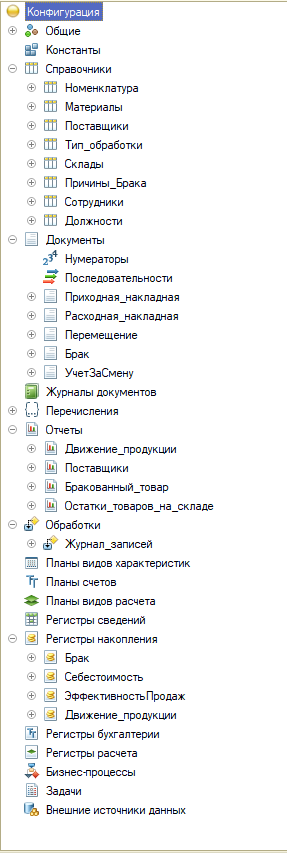 Конфигурация
Общие
Константы
Справочники
Номенклатура
Материалы
Поставщики
Тип_обработки
Склады
Причины_Брака
Сотрудники
Должности
Документы
Нумераторы
Последовательности
Приходная_накладная
Расходная_накладная
Перемещение
Брак
УчетЗаСмену
Журналы документов
Перечисления
Отчеты
Движение_продукции
Поставщики
Бракованный_товар
Остатки_товаров_на_складе
Обработки
Журнал_записей
Планы видов характеристик
Планы счетов
Планы видов расчета
Регистры сведений
Регистры накопления
Брак
Себестоимость
ЭффективностьПродаж
Движение_продукции
Регистры бухгалтерии
Регистры расчета
Бизнес-процессы
Задачи
Внешние источники данных